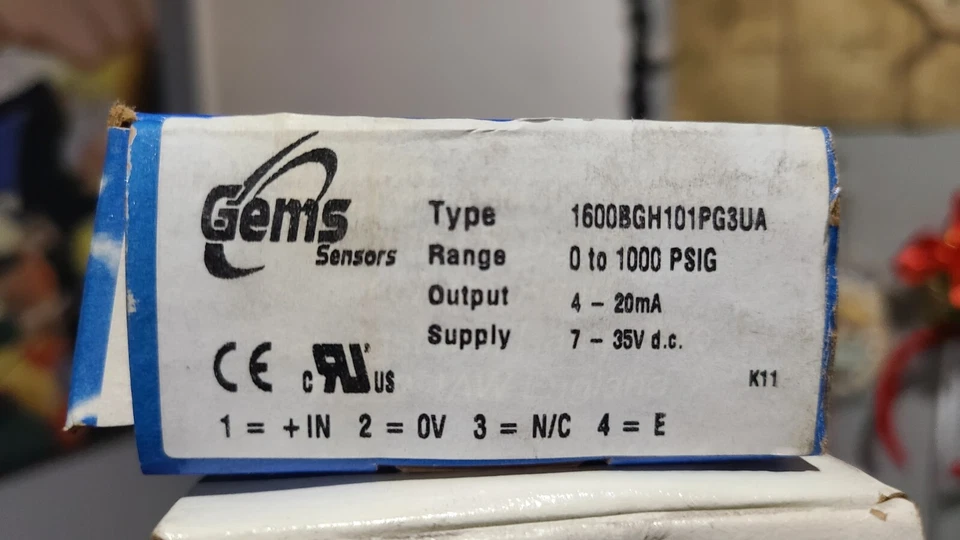 Gems
Sensors
Type 1600BGH101PG3UA
Range 0 to 1000 PSIG
Output 4 - 20mA
Supply 7 - 35V d.c.
CE c RU US
K11
1 = +IN 2 = 0V 3 = N/C 4 = E